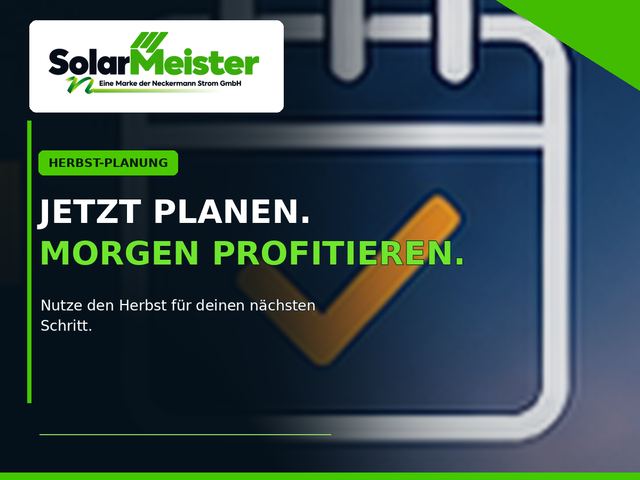 SolarMeister
Eine Marke der Neckermann Strom GmbH
HERBST-PLANUNG
JETZT PLANEN.
MORGEN PROFITIEREN.
Nutze den Herbst für deinen nächsten
Schritt.